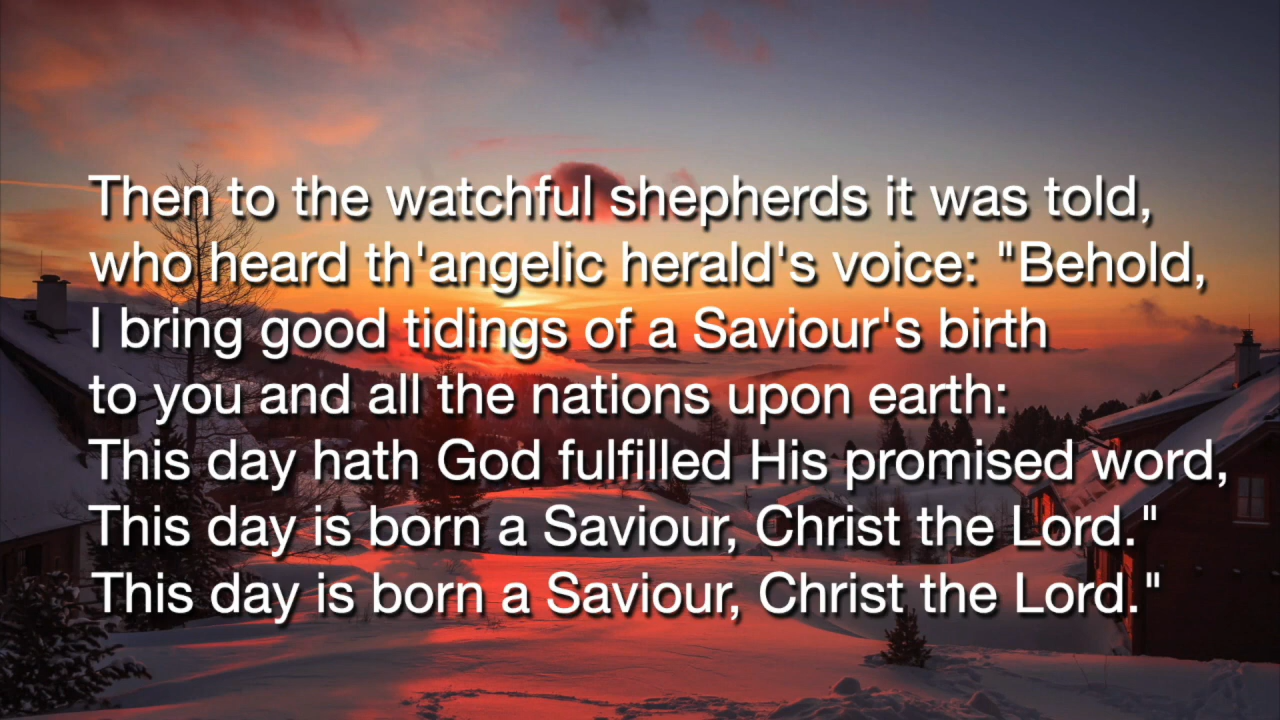 Then to the watchful shepherds it was told,
who heard th'angelic herald's voice: "Behold,
I bring good tidings of a Saviour's birth
to you and all the nations upon earth:
This day hath God fulfilled His promised word,
This day is born a Saviour, Christ the Lord."
This day is born a Saviour, Christ the Lord."